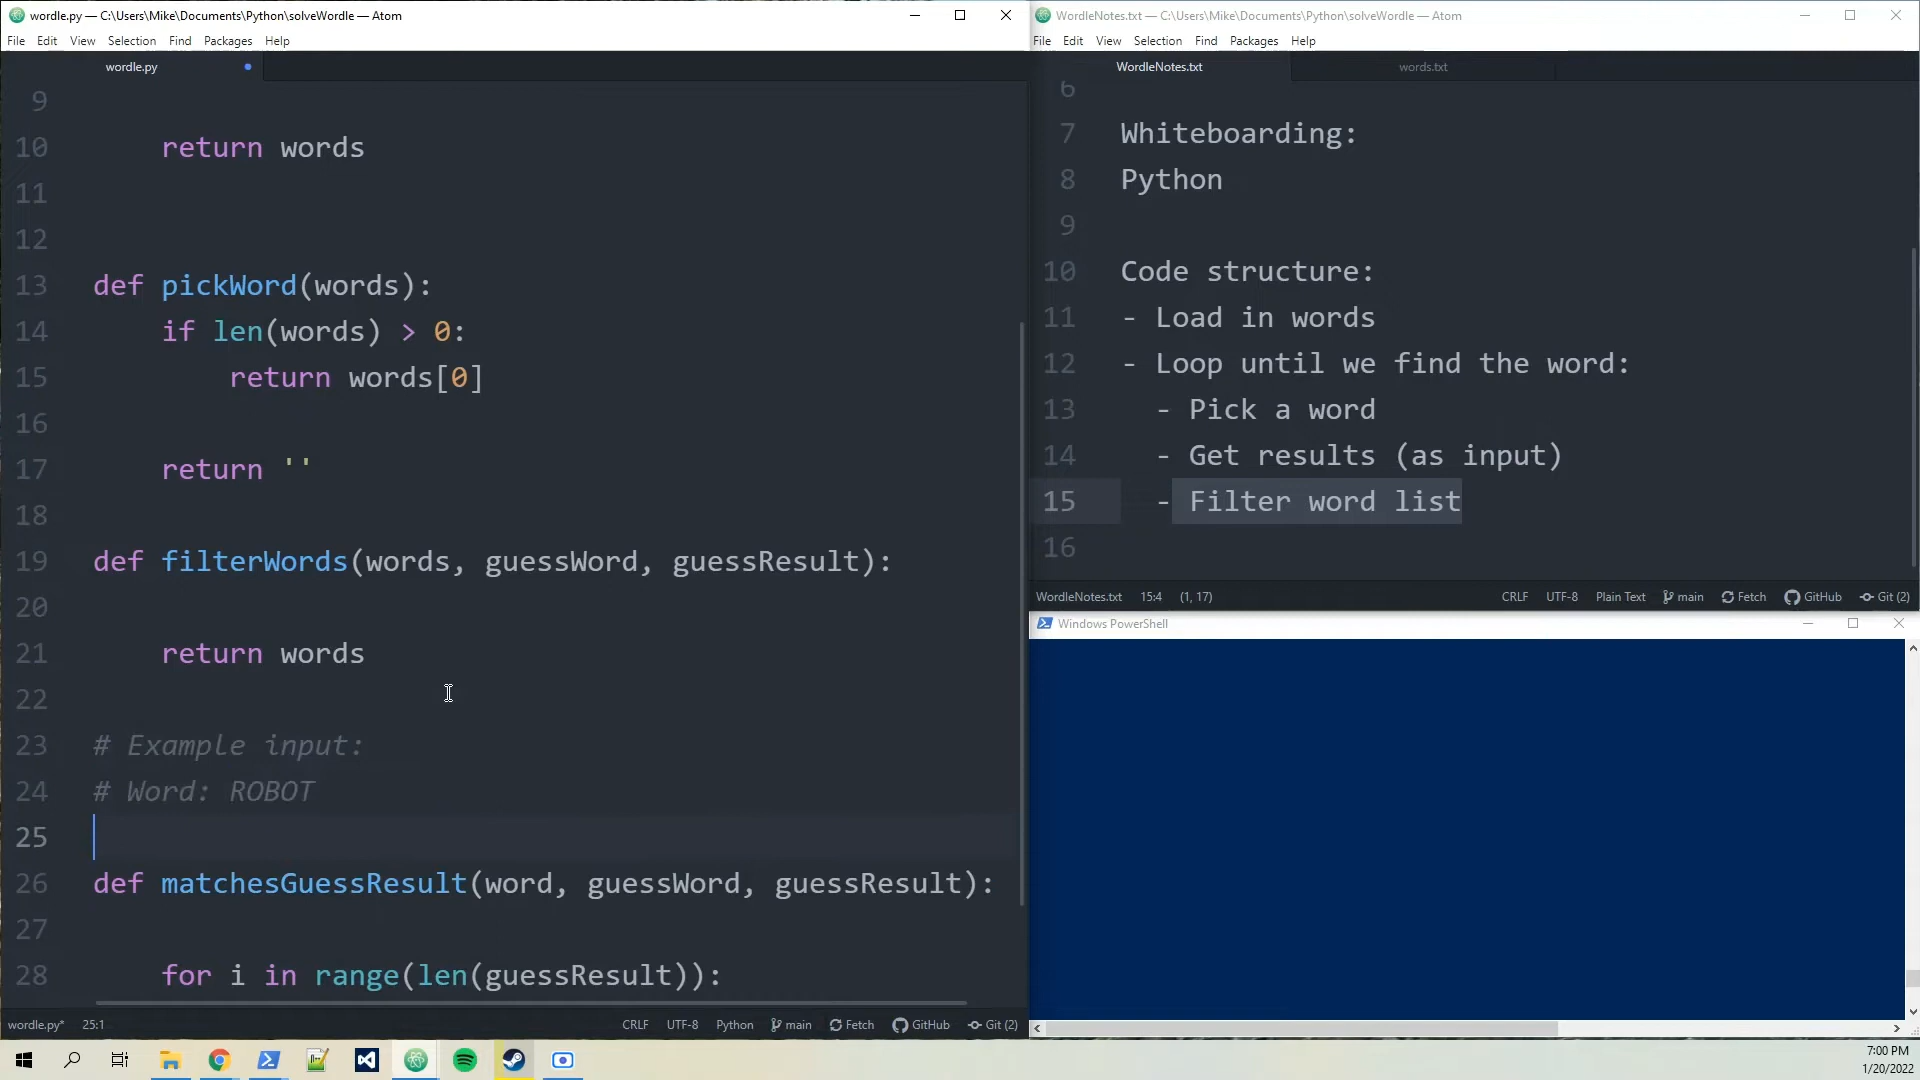 wordle.py — C:\Users\Mike\Documents\Python\solveWordle — Atom
File Edit View Selection Find Packages Help
wordle.py
9
10 return words
11
12
13 def pickWord(words):
14 if len(words) > 0:
15 return words[0]
16
17 return ''
18
19 def filterWords(words, guessWord, guessResult):
20
21 return words
22
23 # Example input:
24 # Word: ROBOT
25
26 def matchesGuessResult(word, guessWord, guessResult):
27
28 for i in range(len(guessResult)):
wordle.py* 25:1 CRLF UTF-8 Python main Fetch GitHub Git (2)
WordleNotes.txt — C:\Users\Mike\Documents\Python\solveWordle — Atom
File Edit View Selection Find Packages Help
WordleNotes.txt words.txt
6
7 Whiteboarding:
8 Python
9
10 Code structure:
11 - Load in words
12 - Loop until we find the word:
13 - Pick a word
14 - Get results (as input)
15 - Filter word list
16
WordleNotes.txt 15:4 (1, 17) CRLF UTF-8 Plain Text main Fetch GitHub Git (2)
Windows PowerShell
7:00 PM
1/20/2022